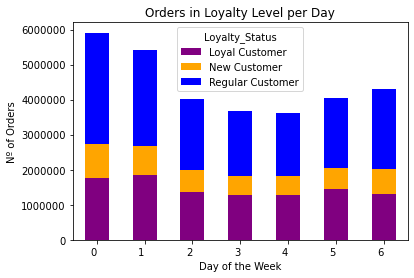 Orders in Loyalty Level per Day
Nº of Orders
6000000
5000000
4000000
3000000
2000000
1000000
0
Loyalty_Status
Loyal Customer
New Customer
Regular Customer
0 1 2 3 4 5 6
Day of the Week